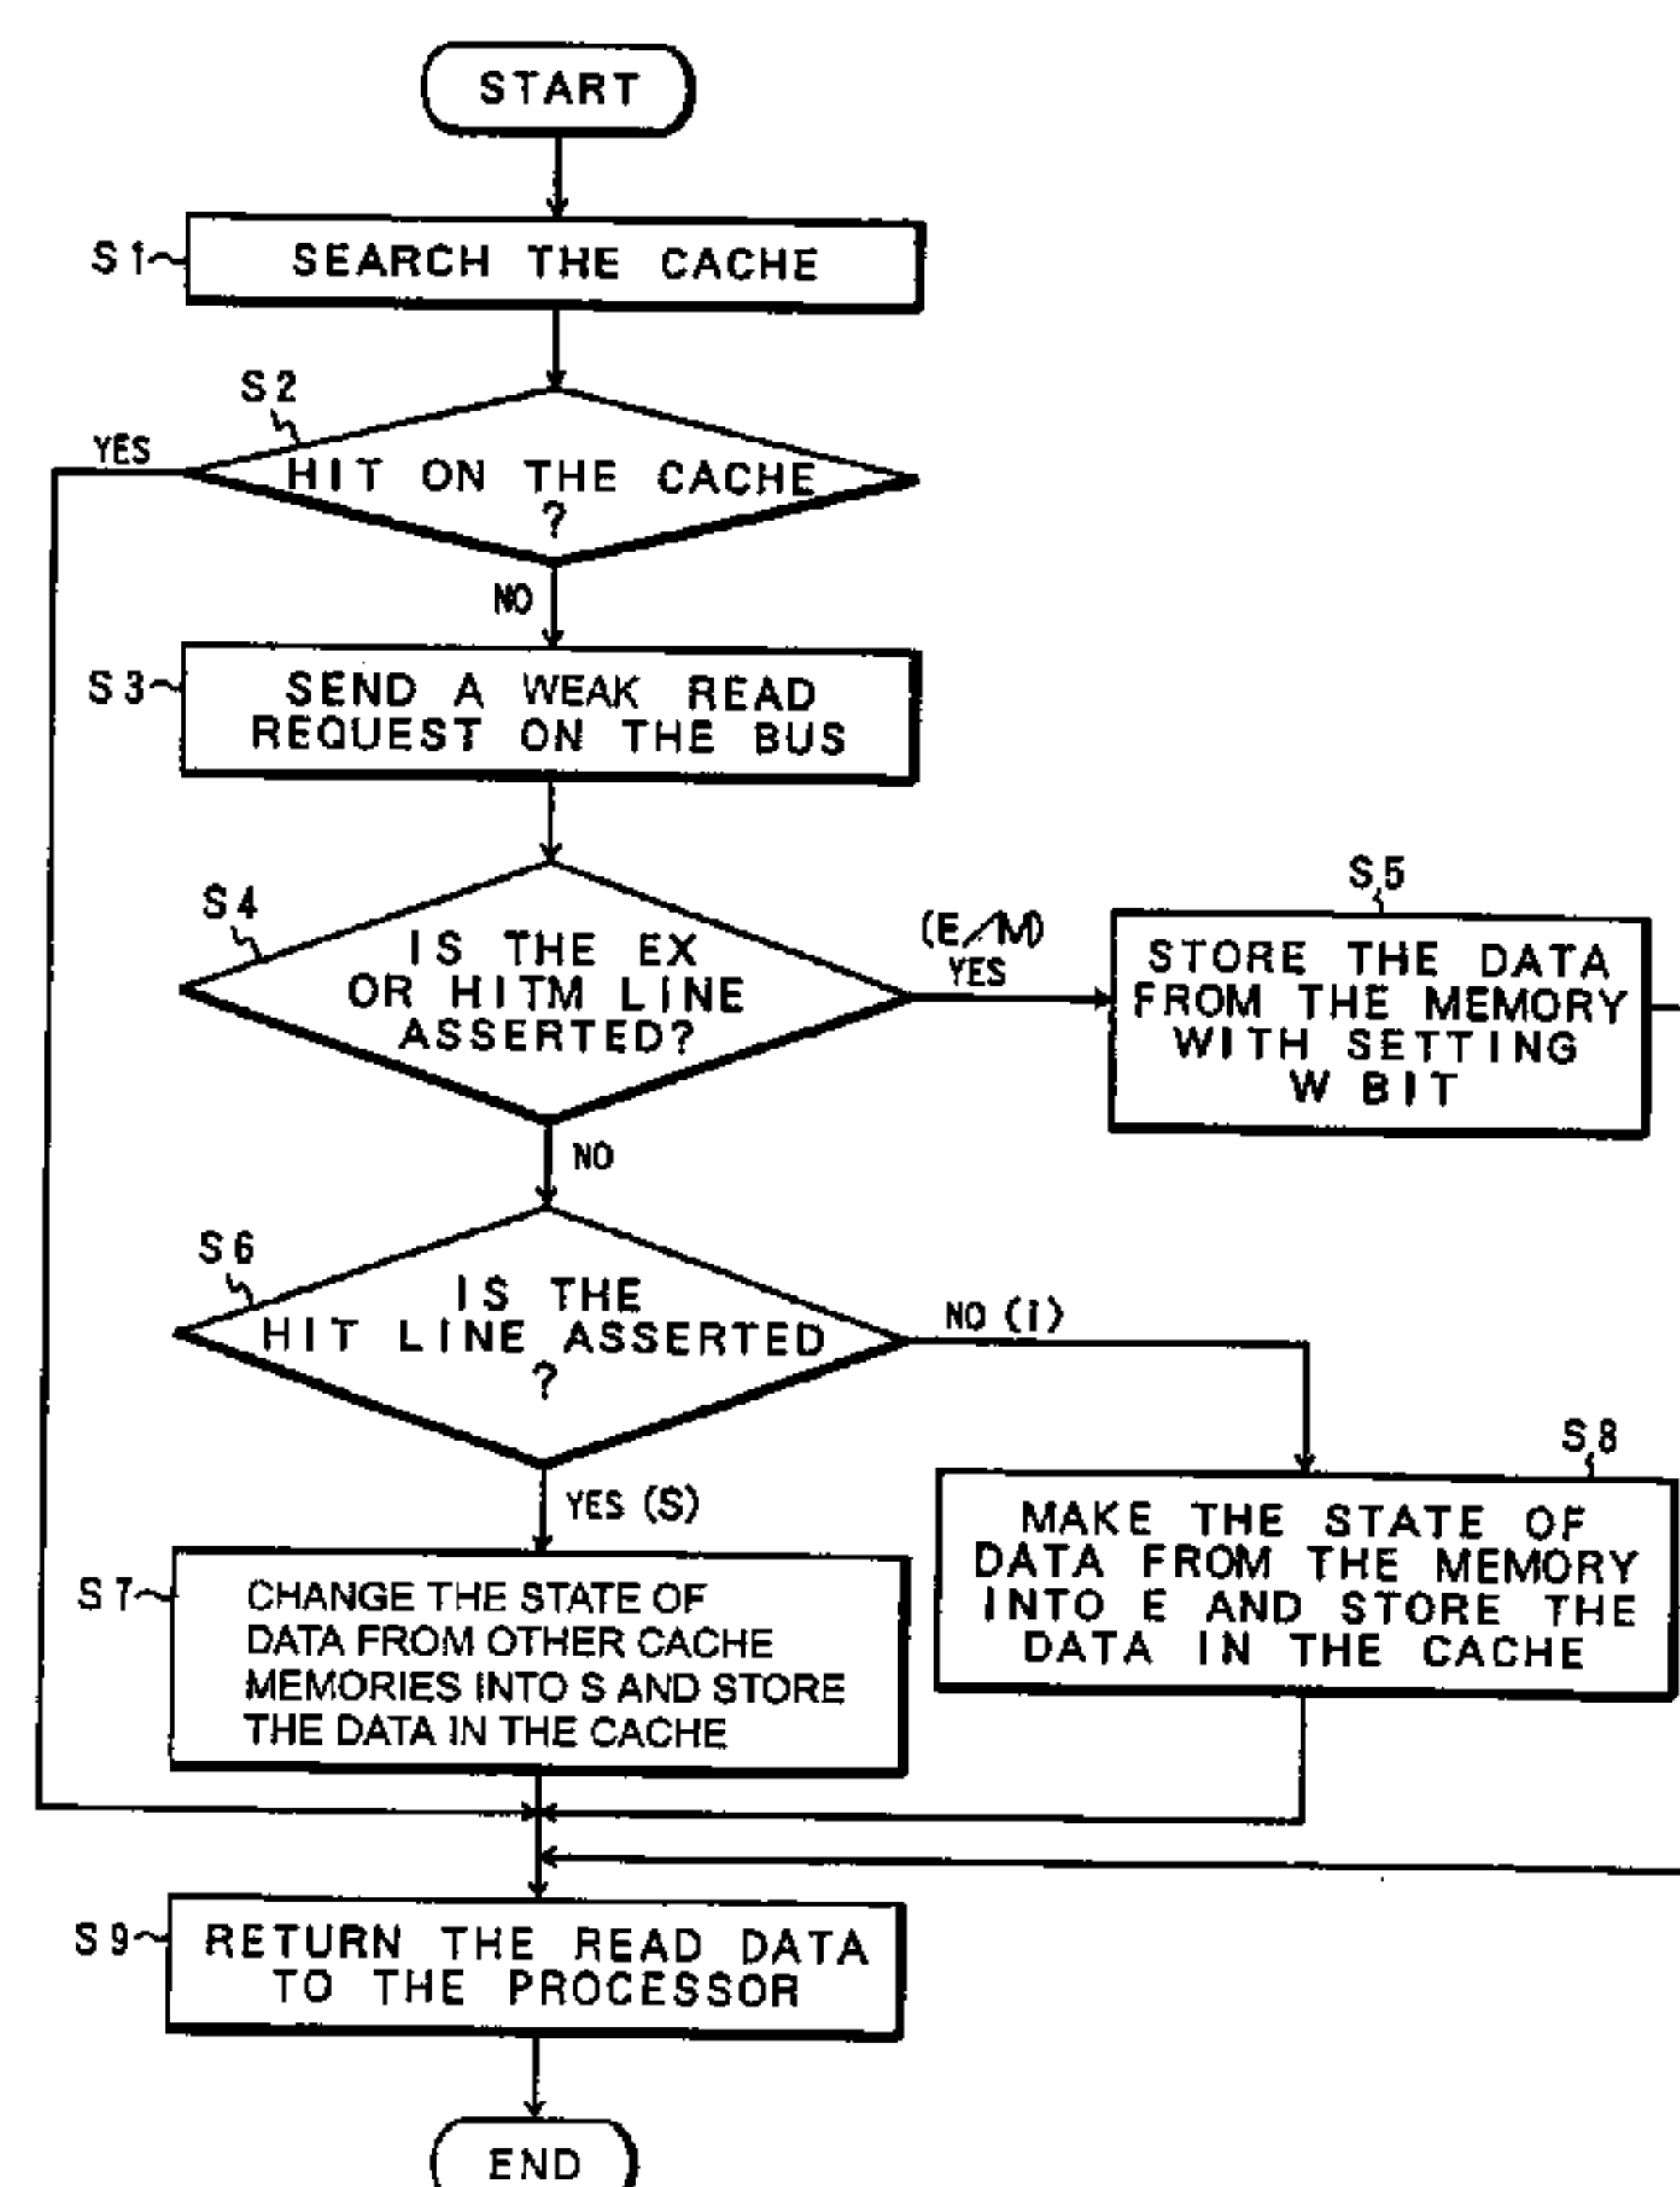 START
S1
SEARCH THE CACHE
S2
YES
HIT ON THE CACHE
?
NO
S3
SEND A WEAK READ
REQUEST ON THE BUS
S4
IS THE EX
OR HITM LINE
ASSERTED?
(E/M)
YES
S5
STORE THE DATA
FROM THE MEMORY
WITH SETTING
W BIT
NO
S6
IS THE
HIT LINE ASSERTED
?
NO (I)
YES (S)
S8
MAKE THE STATE OF
DATA FROM THE MEMORY
INTO E AND STORE THE
DATA IN THE CACHE
S7
CHANGE THE STATE OF
DATA FROM OTHER CACHE
MEMORIES INTO S AND STORE
THE DATA IN THE CACHE
S9
RETURN THE READ DATA
TO THE PROCESSOR
END